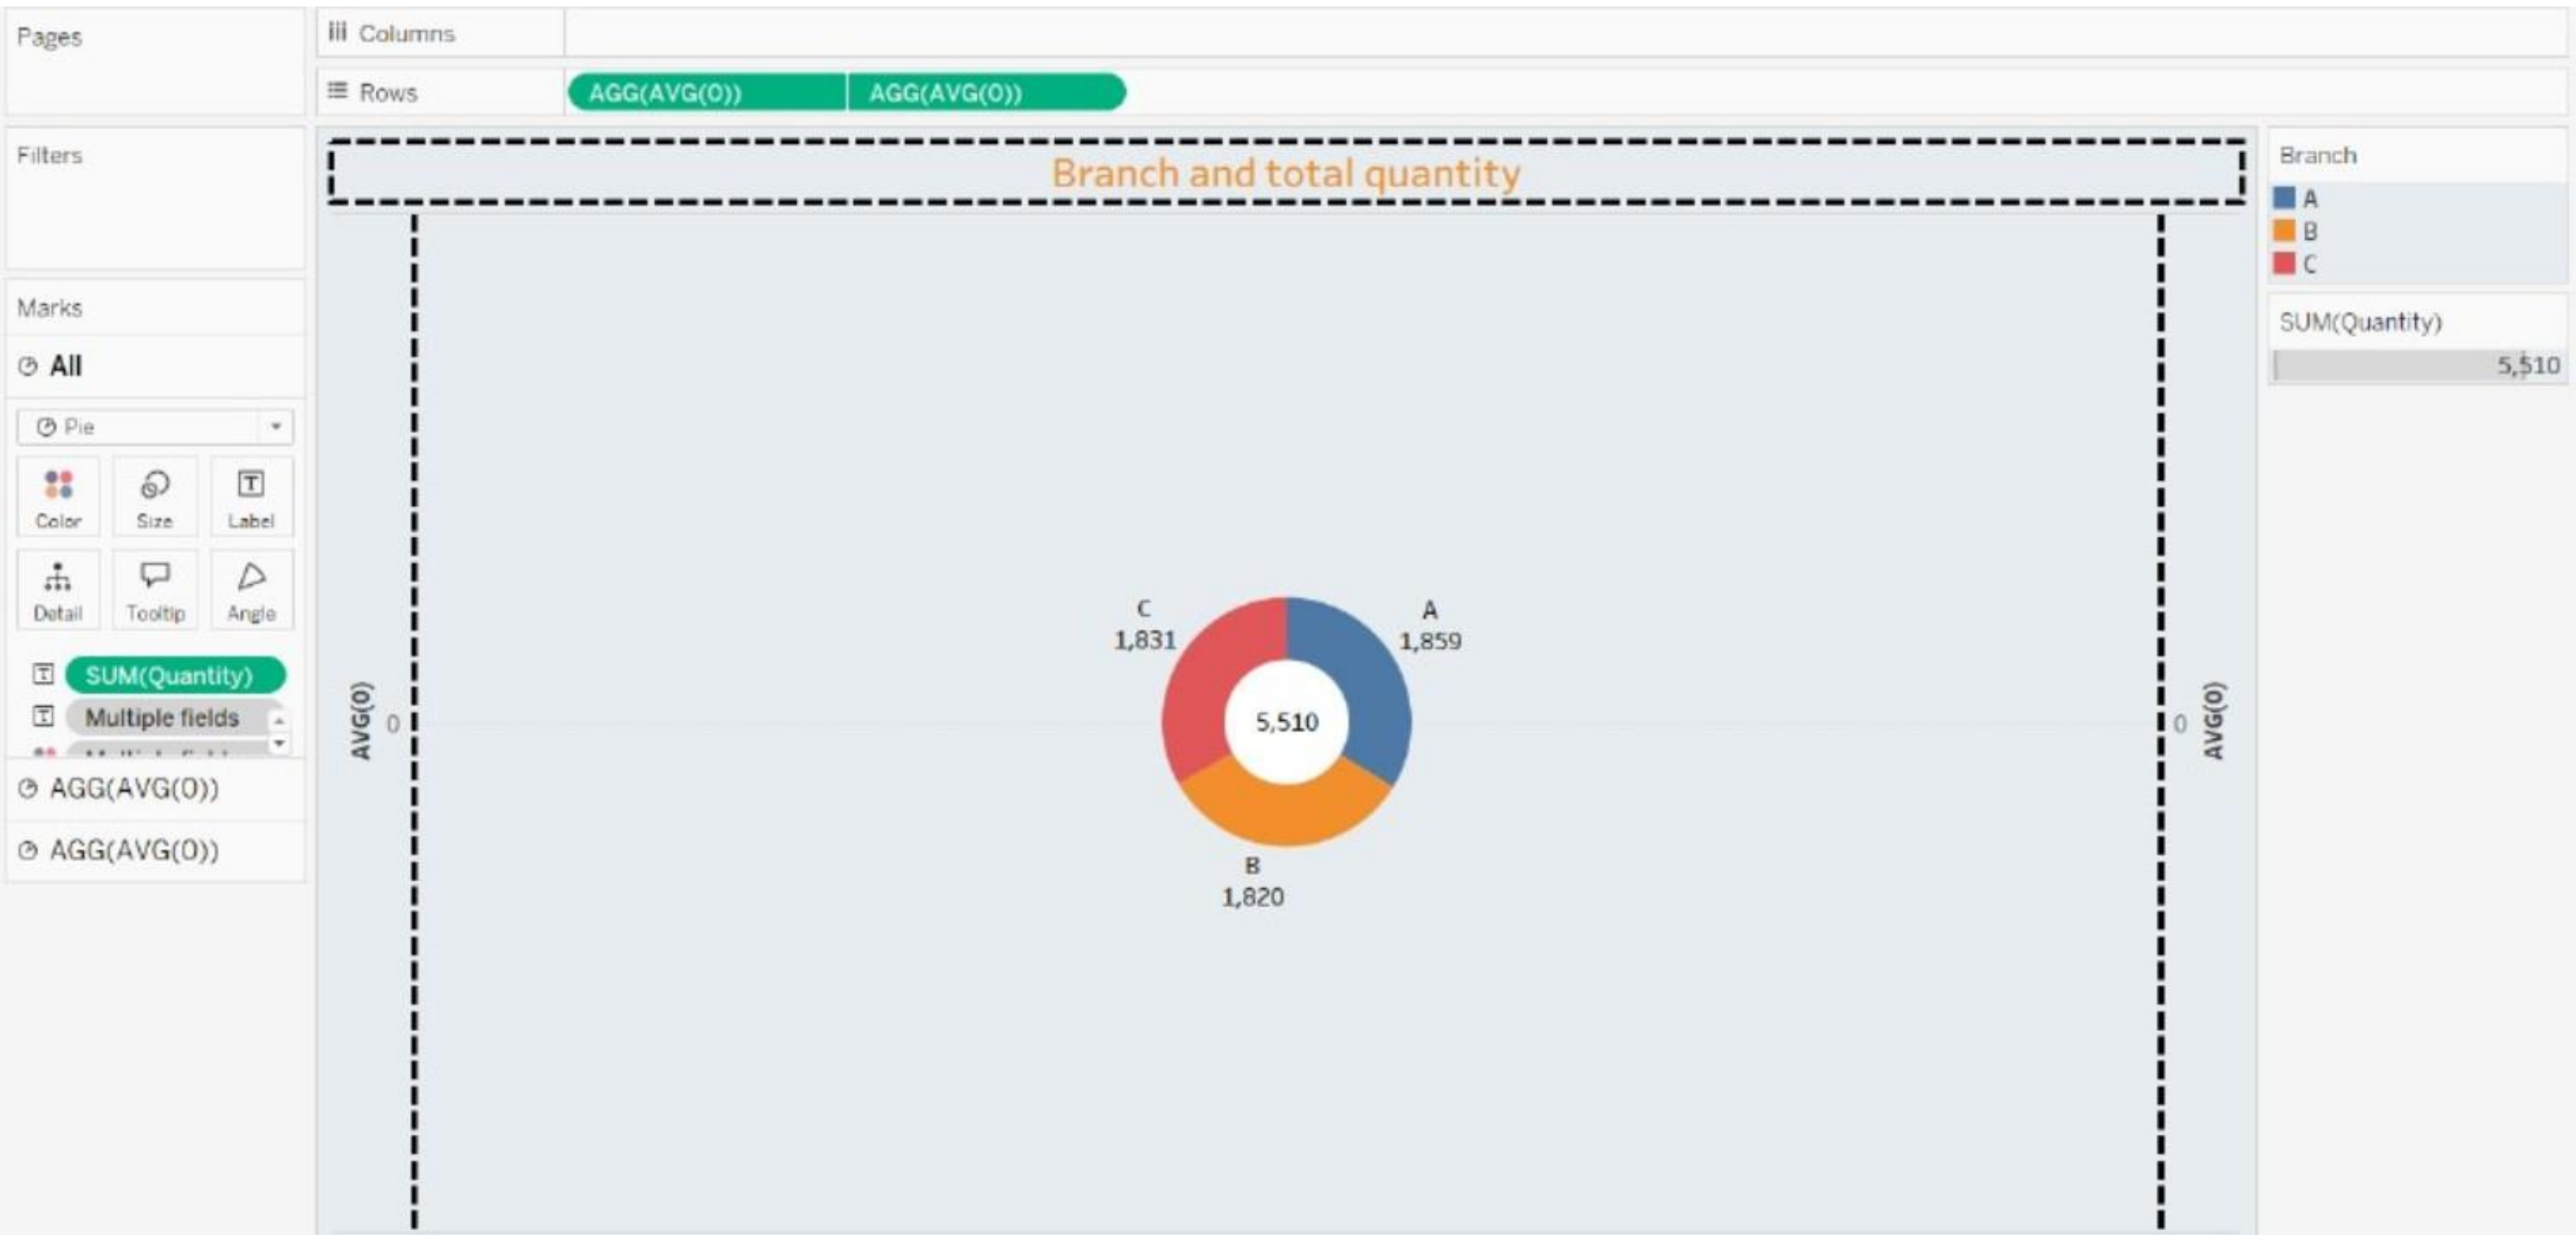 Pages
Columns
Rows
AGG(AVG(0))
AGG(AVG(0))
Filters
Marks
All
Pie
Color
Size
Label
Detail
Tooltip
Angle
SUM(Quantity)
Multiple fields
AGG(AVG(0))
AGG(AVG(0))
Branch and total quantity
AVG(0)
0
C
1,831
A
1,859
5,510
B
1,820
0
AVG(0)
Branch
A
B
C
SUM(Quantity)
5,510